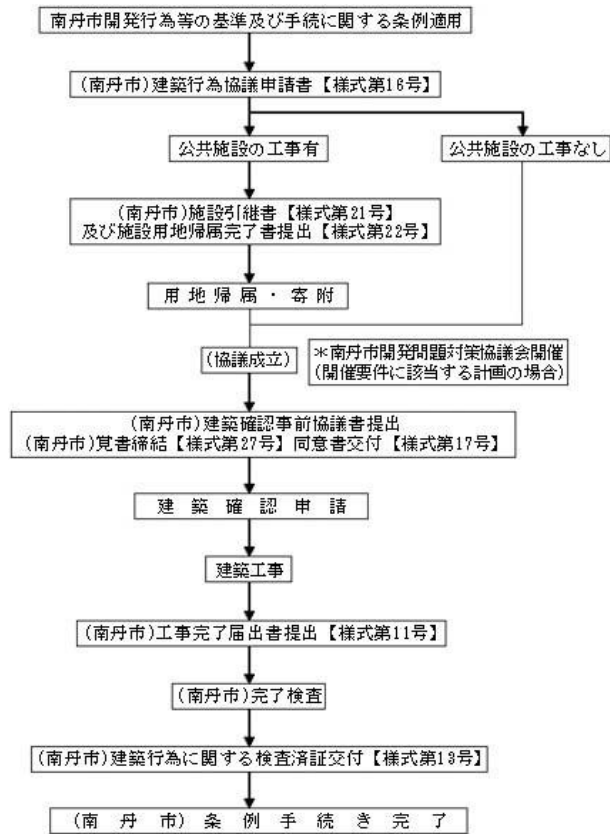 南丹市開発行為等の基準及び手続に関する条例適用
(南丹市)建築行為協議申請書【様式第16号】
公共施設の工事有
公共施設の工事なし
(南丹市)施設引継書【様式第21号】
及び施設用地帰属完了書提出【様式第22号】
用地帰属・寄附
(協議成立)
＊南丹市開発問題対策協議会開催
(開催要件に該当する計画の場合)
(南丹市)建築確認事前協議書提出
(南丹市)覚書締結【様式第27号】同意書交付【様式第17号】
建築確認申請
建築工事
(南丹市)工事完了届出書提出【様式第11号】
(南丹市)完了検査
(南丹市)建築行為に関する検査済証交付【様式第13号】
(南丹市)条例手続き完了